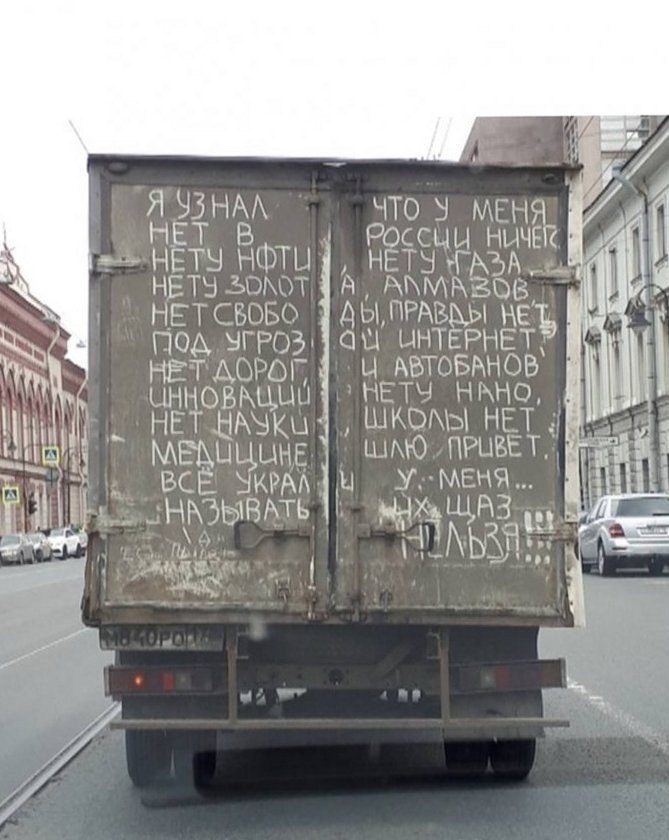 Я УЗНАЛ ЧТО У МЕНЯ
НЕТ В РОССИИ НИЧЕГ
НЕТУ НФТИ, НЕТУ ГАЗА
НЕТУ ЗОЛОТА, АЛМАЗОВ
НЕТ СВОБОДЫ, ПРАВДЫ НЕТ
ПОД УГРОЗОЙ ИНТЕРНЕТ,
НЕТ ДОРОГ, И АВТОБАНОВ
ИННОВАЦИЙ НЕТУ НАНО,
НЕТ НАУКИ, ШКОЛЫ НЕТ
МЕДИЦИНЕ ШЛЮ ПРИВЕТ.
ВСЁ УКРАЛИ У МЕНЯ...
НАЗЫВАТЬ ИХ ЩАЗ
НЕЛЬЗЯ!!!!